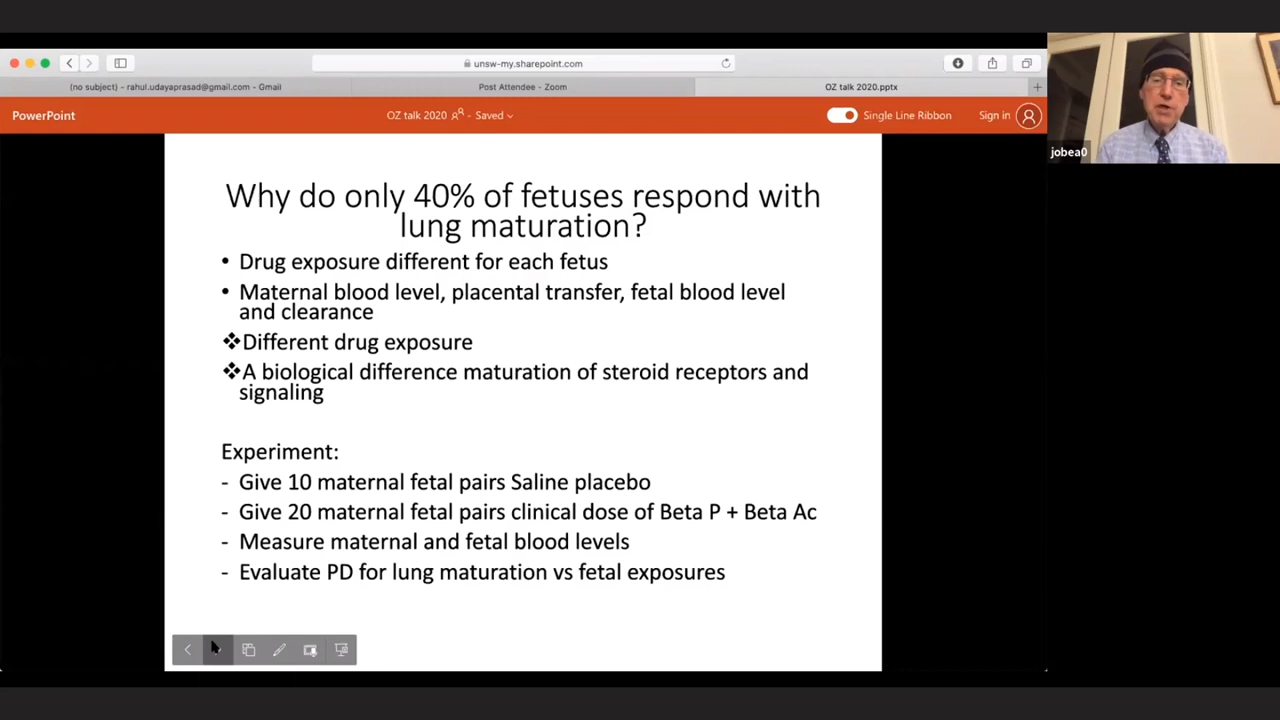 unsw-my.sharepoint.com
(no subject) - rahul.udayaprasad@gmail.com - Gmail
Post Attendee - Zoom
OZ talk 2020.pptx
PowerPoint
OZ talk 2020 - Saved
Single Line Ribbon
Sign in
jobea0
Why do only 40% of fetuses respond with
lung maturation?
• Drug exposure different for each fetus
• Maternal blood level, placental transfer, fetal blood level
and clearance
❖Different drug exposure
❖A biological difference maturation of steroid receptors and
signaling
Experiment:
- Give 10 maternal fetal pairs Saline placebo
- Give 20 maternal fetal pairs clinical dose of Beta P + Beta Ac
- Measure maternal and fetal blood levels
- Evaluate PD for lung maturation vs fetal exposures